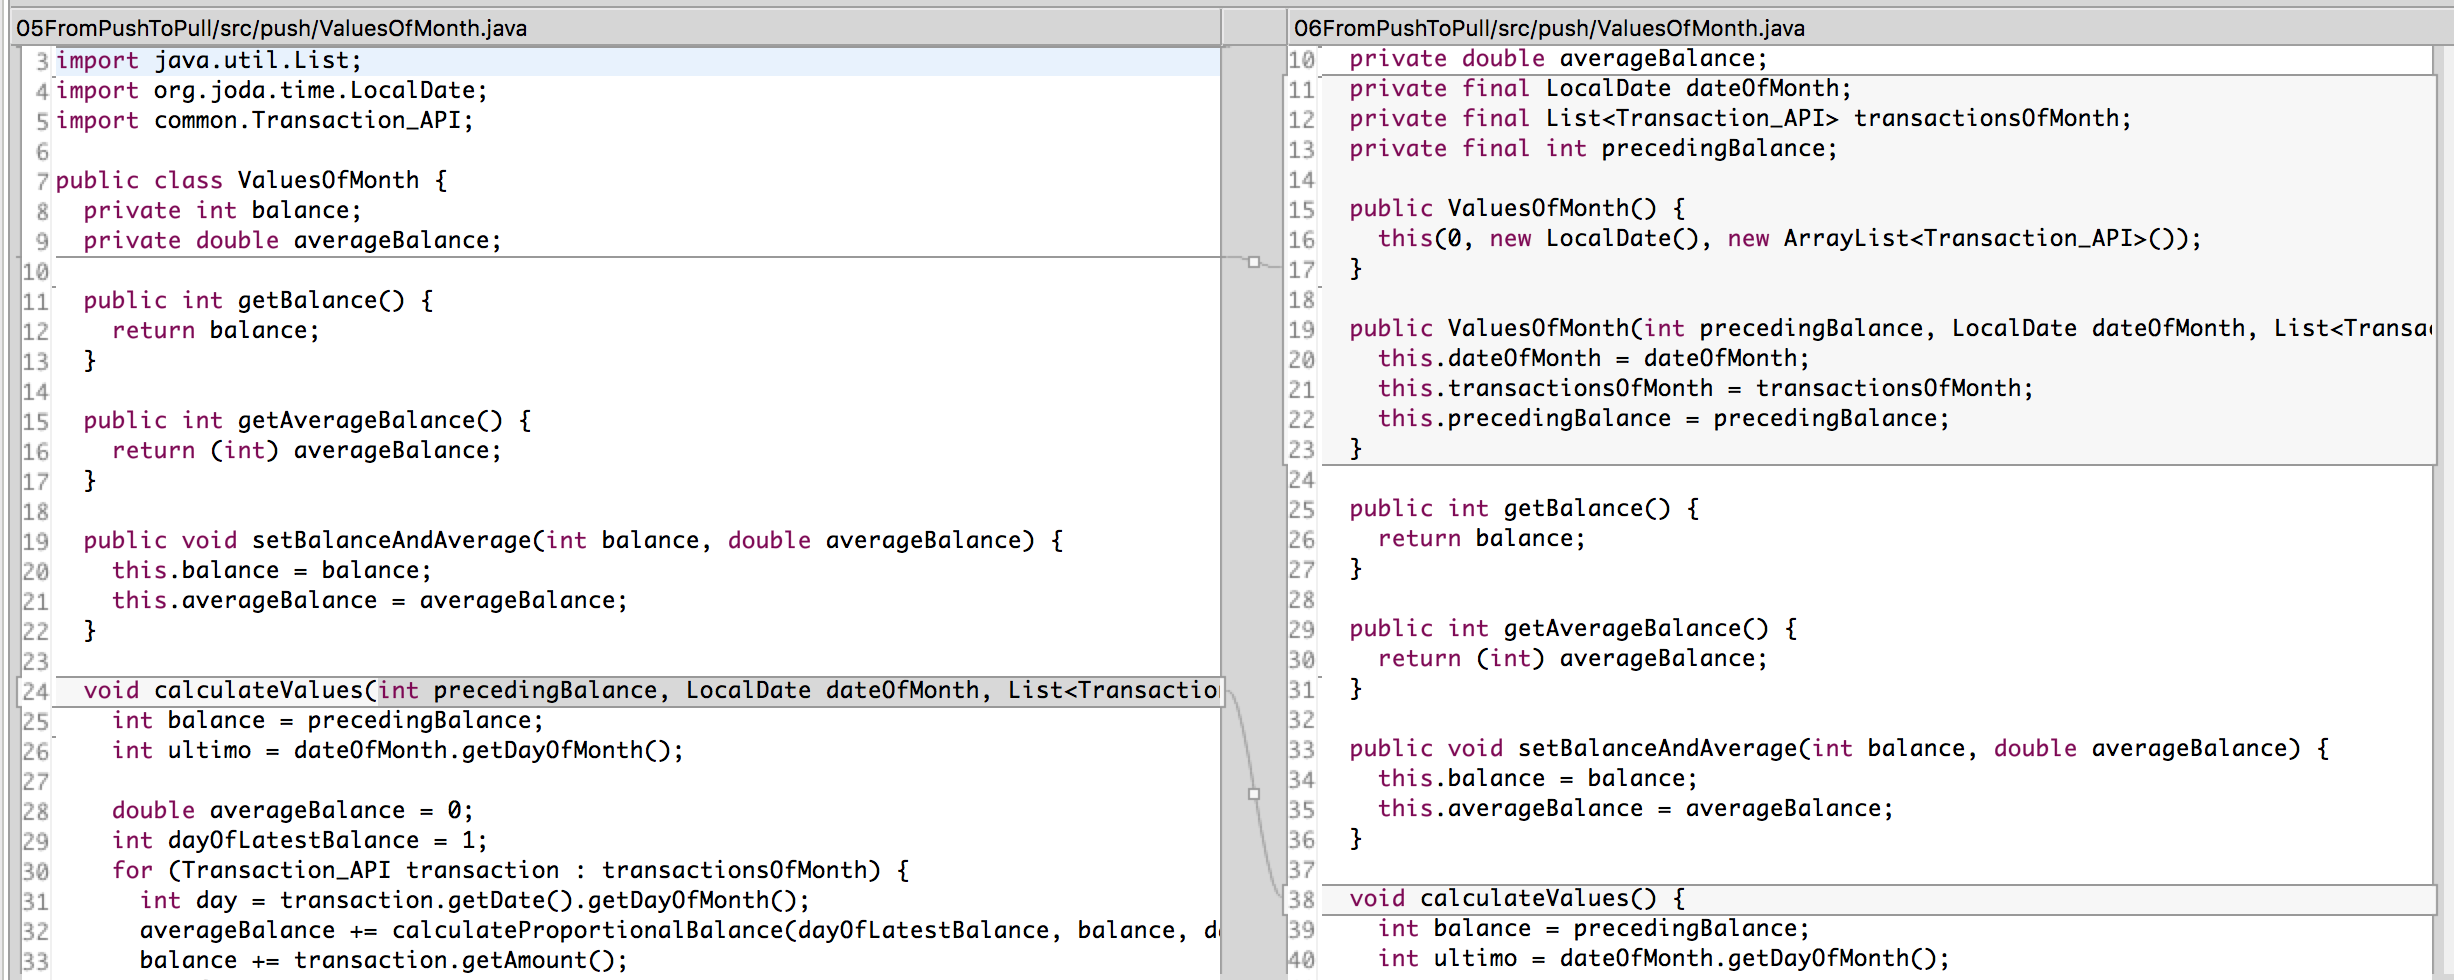 05FromPushToPull/src/push/ValuesOfMonth.java
3 import java.util.List;
4 import org.joda.time.LocalDate;
5 import common.Transaction_API;
6
7 public class ValuesOfMonth {
8   private int balance;
9   private double averageBalance;
10
11   public int getBalance() {
12     return balance;
13   }
14
15   public int getAverageBalance() {
16     return (int) averageBalance;
17   }
18
19   public void setBalanceAndAverage(int balance, double averageBalance) {
20     this.balance = balance;
21     this.averageBalance = averageBalance;
22   }
23
24   void calculateValues(int precedingBalance, LocalDate dateOfMonth, List<Transactio
25     int balance = precedingBalance;
26     int ultimo = dateOfMonth.getDayOfMonth();
27
28     double averageBalance = 0;
29     int dayOfLatestBalance = 1;
30     for (Transaction_API transaction : transactionsOfMonth) {
31       int day = transaction.getDate().getDayOfMonth();
32       averageBalance += calculateProportionalBalance(dayOfLatestBalance, balance, d
33       balance += transaction.getAmount();
06FromPushToPull/src/push/ValuesOfMonth.java
10   private double averageBalance;
11   private final LocalDate dateOfMonth;
12   private final List<Transaction_API> transactionsOfMonth;
13   private final int precedingBalance;
14
15   public ValuesOfMonth() {
16     this(0, new LocalDate(), new ArrayList<Transaction_API>());
17   }
18
19   public ValuesOfMonth(int precedingBalance, LocalDate dateOfMonth, List<Transa
20     this.dateOfMonth = dateOfMonth;
21     this.transactionsOfMonth = transactionsOfMonth;
22     this.precedingBalance = precedingBalance;
23   }
24
25   public int getBalance() {
26     return balance;
27   }
28
29   public int getAverageBalance() {
30     return (int) averageBalance;
31   }
32
33   public void setBalanceAndAverage(int balance, double averageBalance) {
34     this.balance = balance;
35     this.averageBalance = averageBalance;
36   }
37
38   void calculateValues() {
39     int balance = precedingBalance;
40     int ultimo = dateOfMonth.getDayOfMonth();